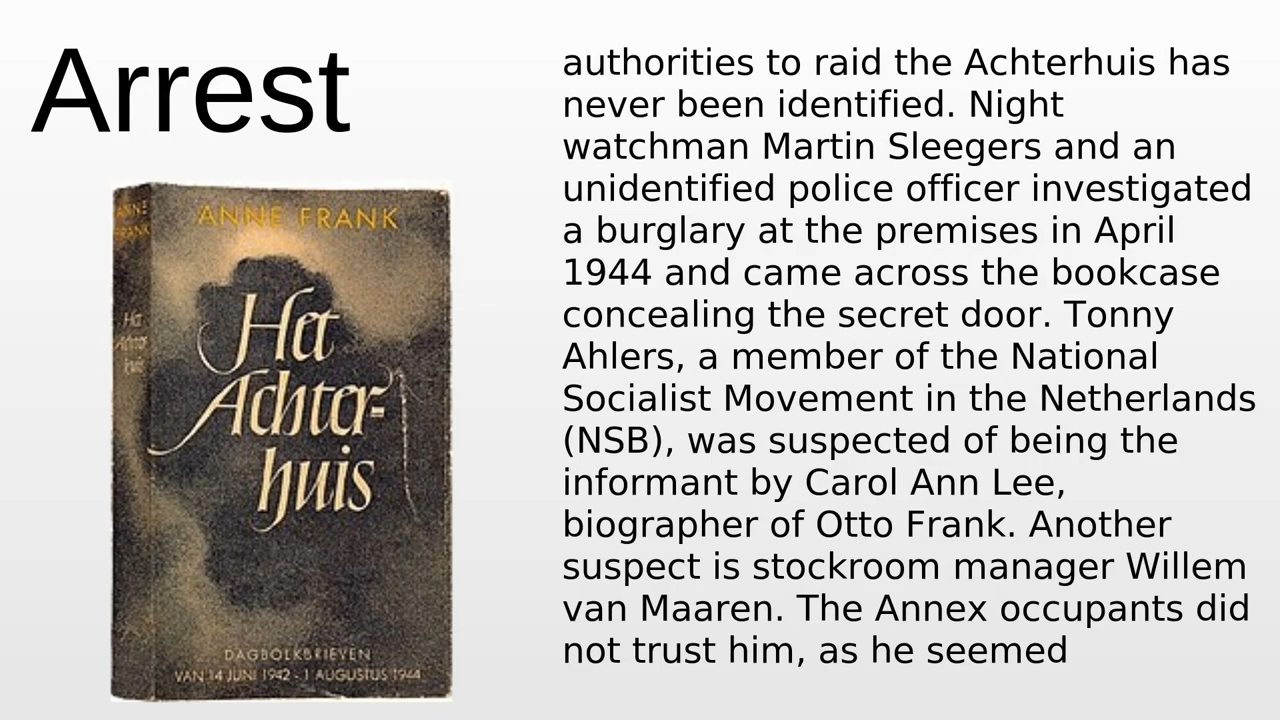 Arrest
ANNE FRANK
ANNE
FRANK
Het
Achter-
huis
Het
Achter
huis
DAGBOEKBRIEVEN
VAN 14 JUNI 1942 - 1 AUGUSTUS 1944
authorities to raid the Achterhuis has
never been identified. Night
watchman Martin Sleegers and an
unidentified police officer investigated
a burglary at the premises in April
1944 and came across the bookcase
concealing the secret door. Tonny
Ahlers, a member of the National
Socialist Movement in the Netherlands
(NSB), was suspected of being the
informant by Carol Ann Lee,
biographer of Otto Frank. Another
suspect is stockroom manager Willem
van Maaren. The Annex occupants did
not trust him, as he seemed